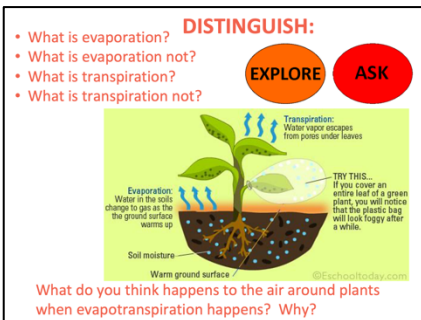 DISTINGUISH:
• What is evaporation?
• What is evaporation not?
• What is transpiration?
• What is transpiration not?
EXPLORE
ASK
Transpiration:
Water vapor escapes
from pores under leaves
Evaporation:
Water in the soils
change to gas as the
the ground surface
warms up
TRY THIS...
If you cover an
entire leaf of a green
plant, you will notice
that the plastic bag
will look foggy after
a while.
Soil moisture
Warm ground surface
©Eschooltoday.com
What do you think happens to the air around plants
when evapotranspiration happens? Why?